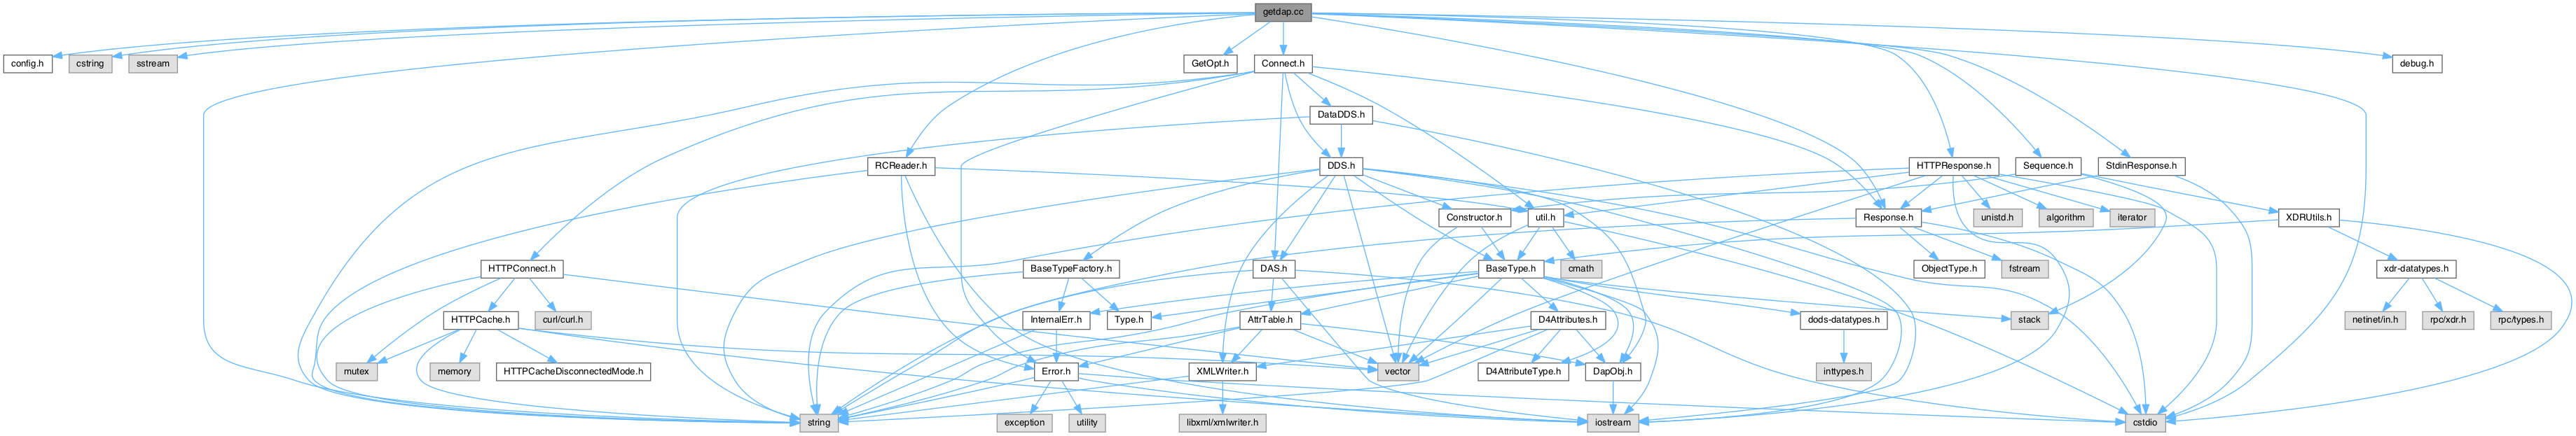 getdap.cc
config.h
cstring
sstream
GetOpt.h
Connect.h
debug.h
DataDDS.h
RCReader.h
DDS.h
HTTPResponse.h
Sequence.h
StdinResponse.h
Constructor.h
util.h
Response.h
unistd.h
algorithm
iterator
XDRUtils.h
HTTPConnect.h
BaseTypeFactory.h
DAS.h
BaseType.h
cmath
ObjectType.h
fstream
xdr-datatypes.h
HTTPCache.h
curl/curl.h
InternalErr.h
Type.h
AttrTable.h
D4Attributes.h
dods-datatypes.h
stack
netinet/in.h
rpc/xdr.h
rpc/types.h
mutex
memory
HTTPCacheDisconnectedMode.h
Error.h
XMLWriter.h
vector
D4AttributeType.h
DapObj.h
inttypes.h
string
exception
utility
libxml/xmlwriter.h
iostream
cstdio